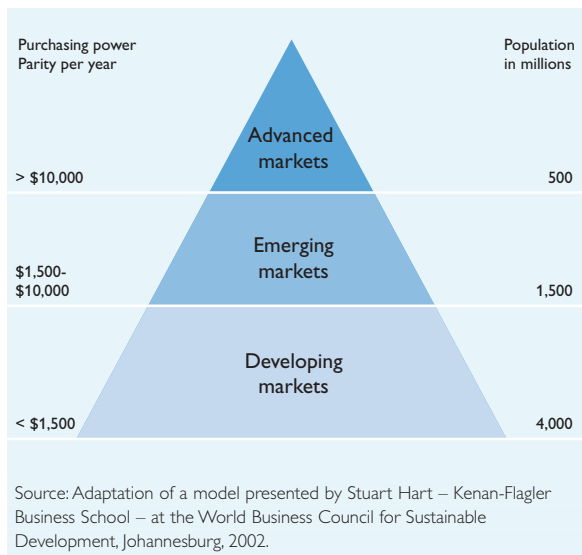 Purchasing power
Parity per year
Population
in millions
Advanced
markets
> $10,000
500
Emerging
markets
$1,500-
$10,000
1,500
Developing
markets
< $1,500
4,000
Source: Adaptation of a model presented by Stuart Hart – Kenan-Flagler
Business School – at the World Business Council for Sustainable
Development, Johannesburg, 2002.